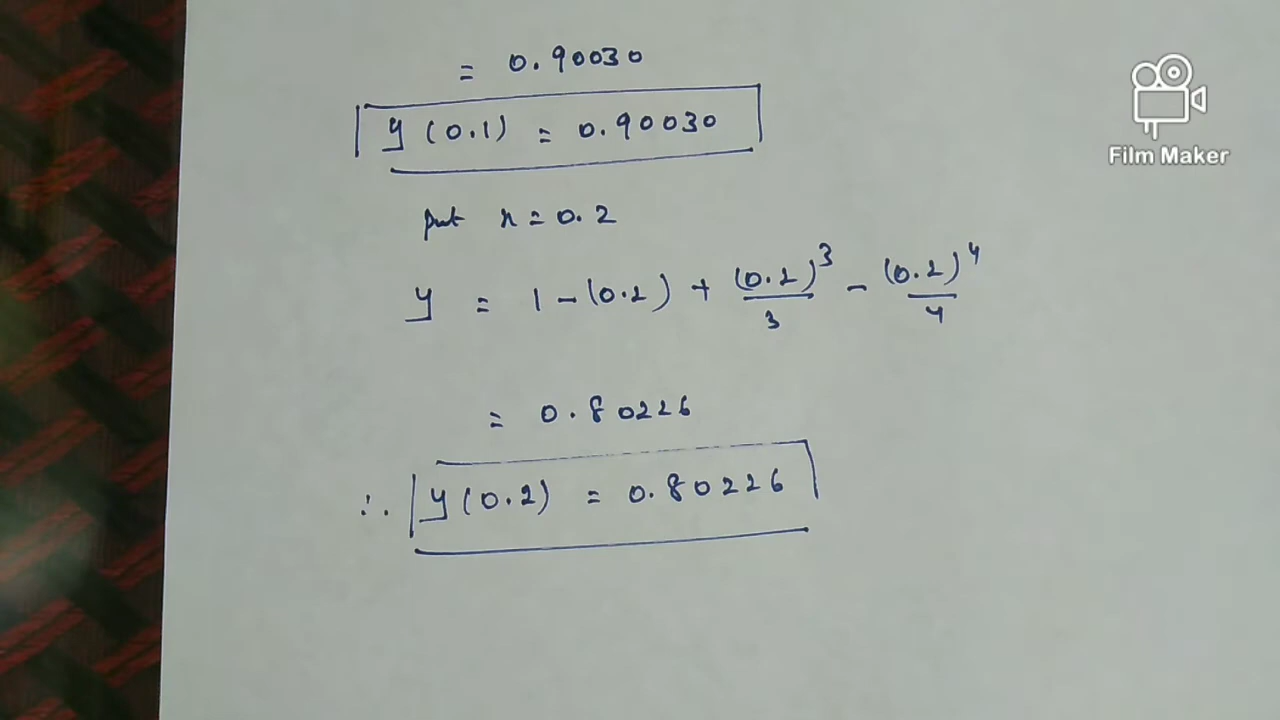 = 0.90030
y (0.1) = 0.90030
Film Maker
put x = 0.2
y = 1 - (0.2) + (0.2)^3/3 - (0.2)^4/4
= 0.80226
∴ y (0.2) = 0.80226